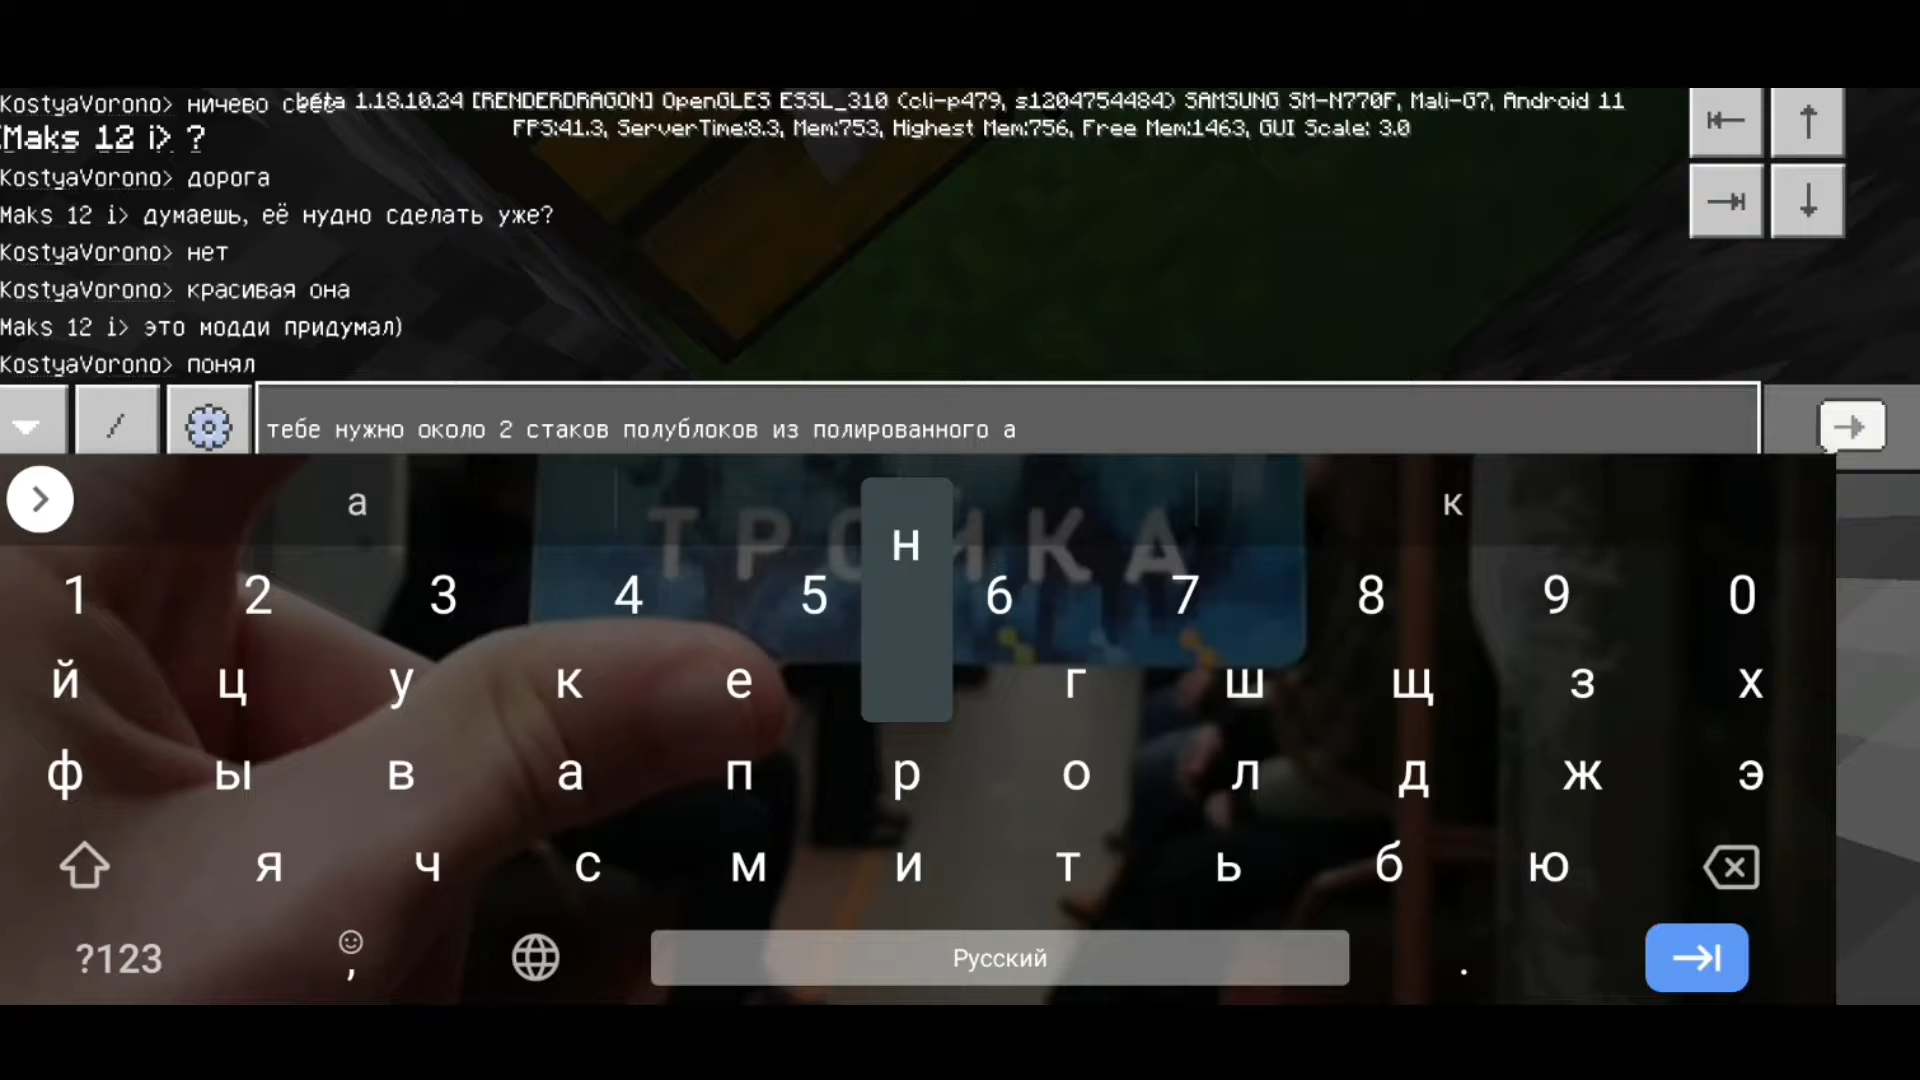 KostyaVorono> ничево себе
beta 1.18.10.24 [RENDERDRAGON] OpenGLES ESSL_310 (cli-p479, s1204754484) SAMSUNG SM-N770F, Mali-G7, Android 11
FPS:41.3, ServerTime:8.3, Mem:753, Highest Mem:756, Free Mem:1463, GUI Scale: 3.0
Maks 12 i> ?
KostyaVorono> дорога
Maks 12 i> думаешь, её нудно сделать уже?
KostyaVorono> нет
KostyaVorono> красивая она
Maks 12 i> это модди придумал)
KostyaVorono> понял
/ тебе нужно около 2 стаков полублоков из полированного а
а к
ТРОЙКА
н
1 2 3 4 5 6 7 8 9 0
й ц у к е г ш щ з х
ф ы в а п р о л д ж э
я ч с м и т ь б ю
?123 , Русский .